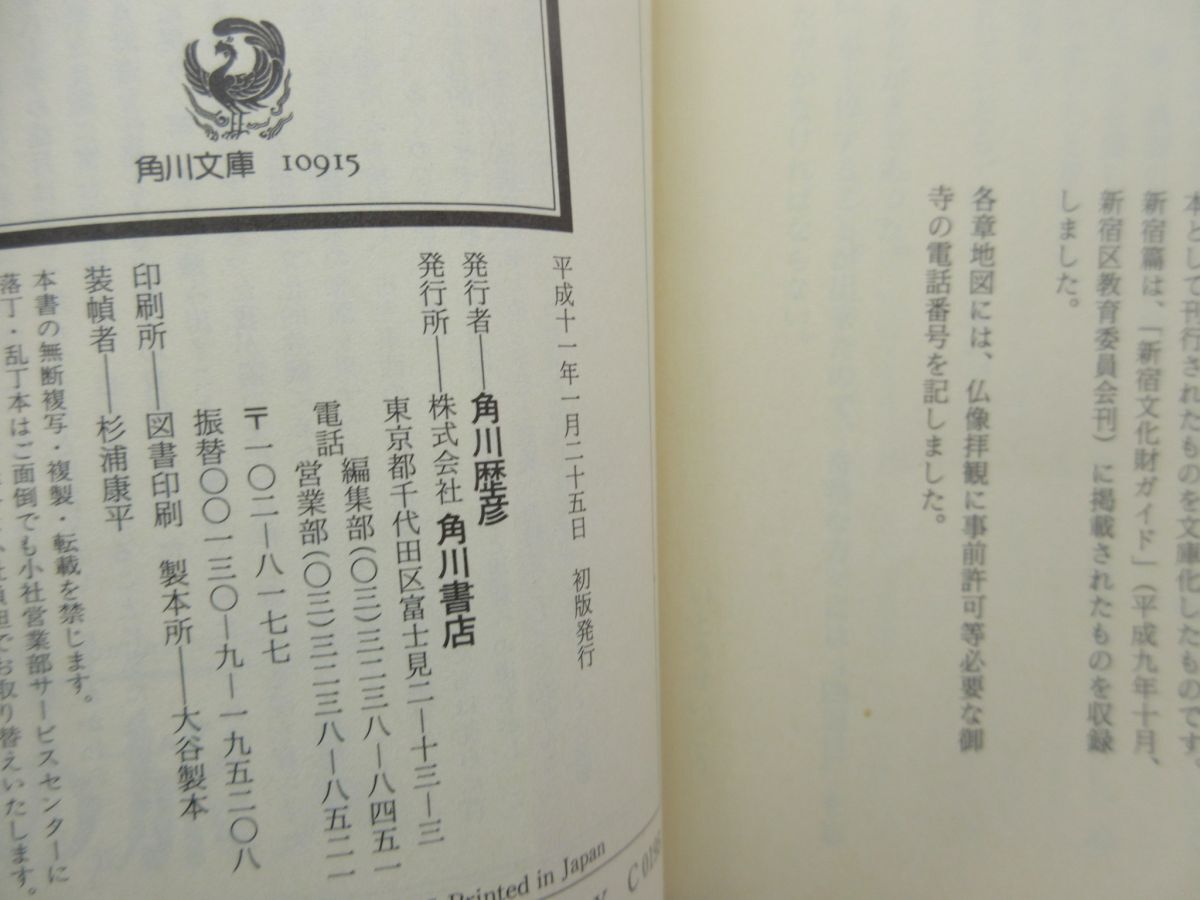 本として刊行されたものを文庫化したものです。
新宿篇は、「新宿文化財ガイド」（平成九年十月、
新宿区教育委員会刊）に掲載されたものを収録
しました。
各章地図には、仏像拝観に事前許可等必要な御
寺の電話番号を記しました。
角川文庫 10915
平成十一年一月二十五日 初版発行
発行者——角川歴彦
発行所——株式会社 角川書店
東京都千代田区富士見二—十三—三
電話 編集部(〇三)三二三八—八四五一
営業部(〇三)三二三八—八五二一
〒一〇二—八一七七
振替〇〇一三〇—九—一九五二〇八
印刷所——図書印刷 製本所——大谷製本
装幀者——杉浦康平
本書の無断複写・複製・転載を禁じます。
落丁・乱丁本はご面倒でも小社営業部サービスセンターに
お取り替えいたします。
Printed in Japan
C 019